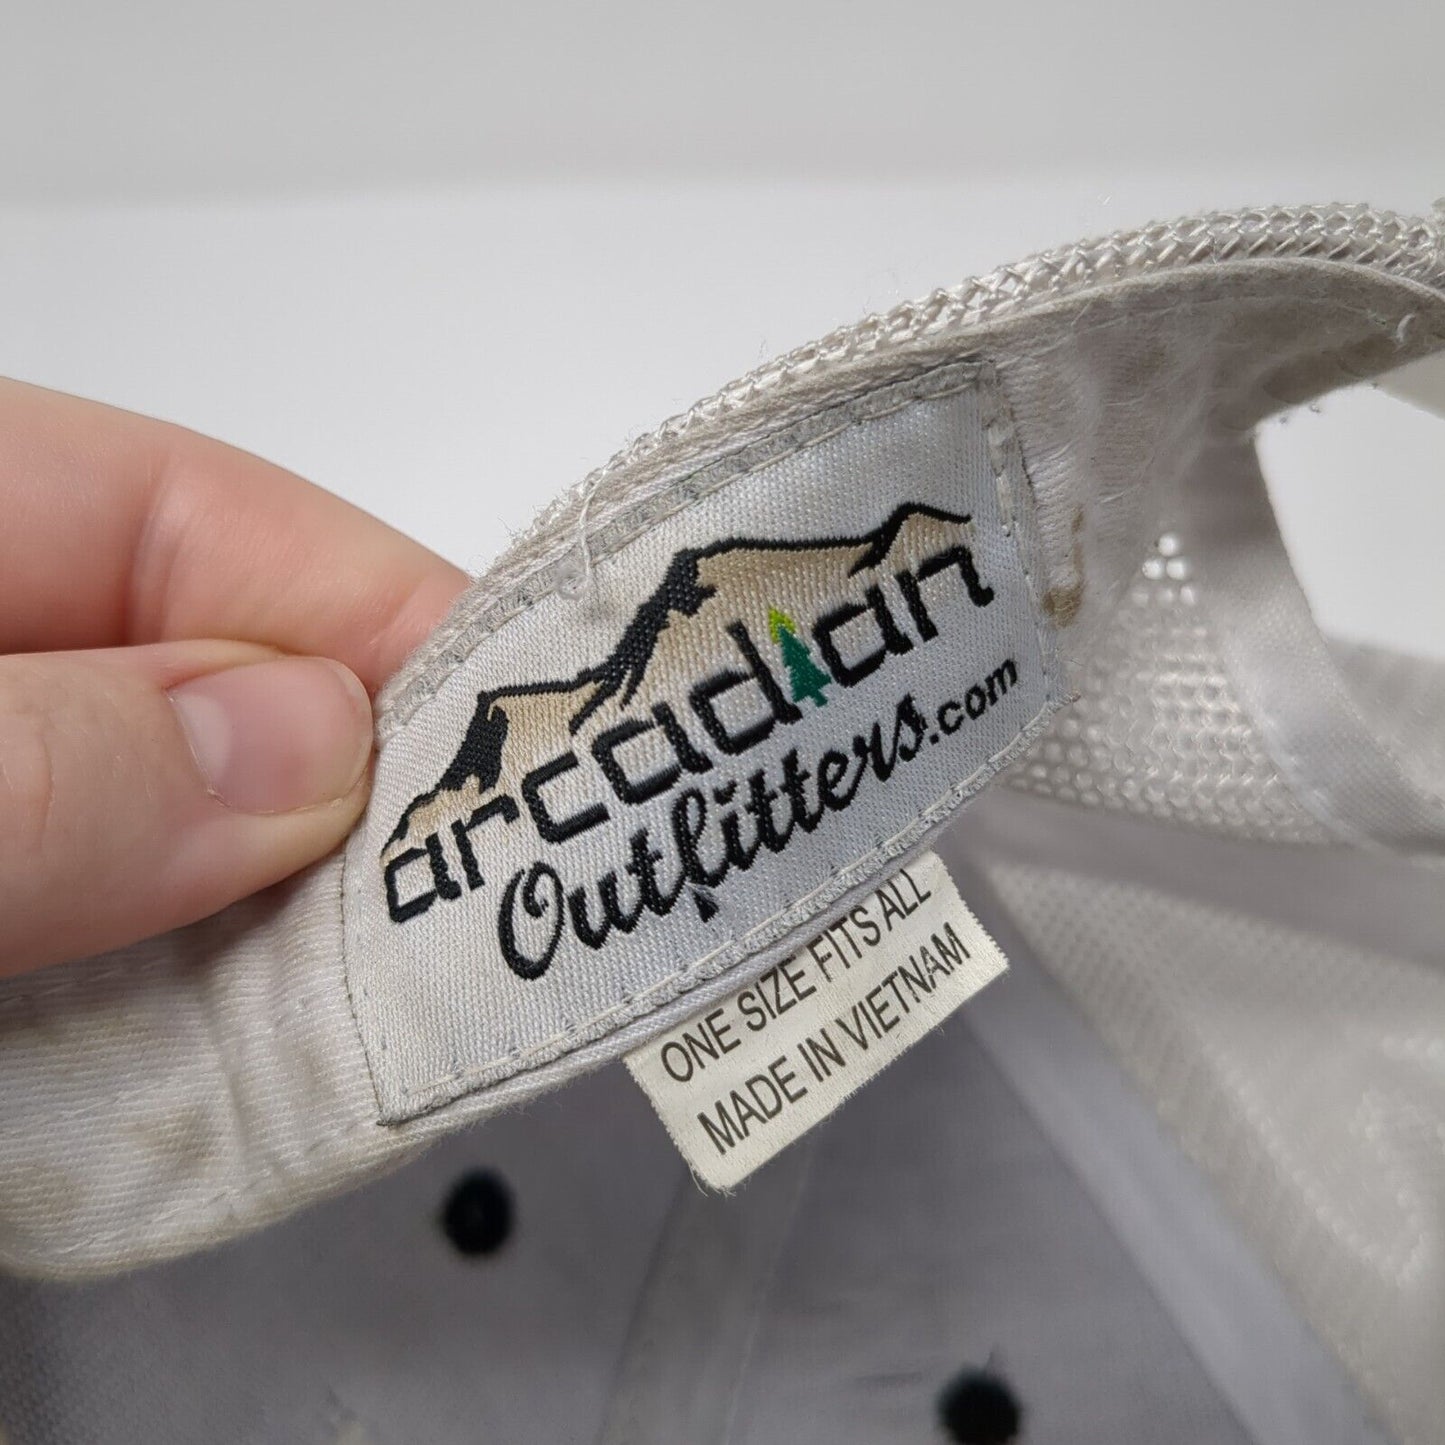 arcadian
Outfitters.com
ONE SIZE FITS ALL
MADE IN VIETNAM